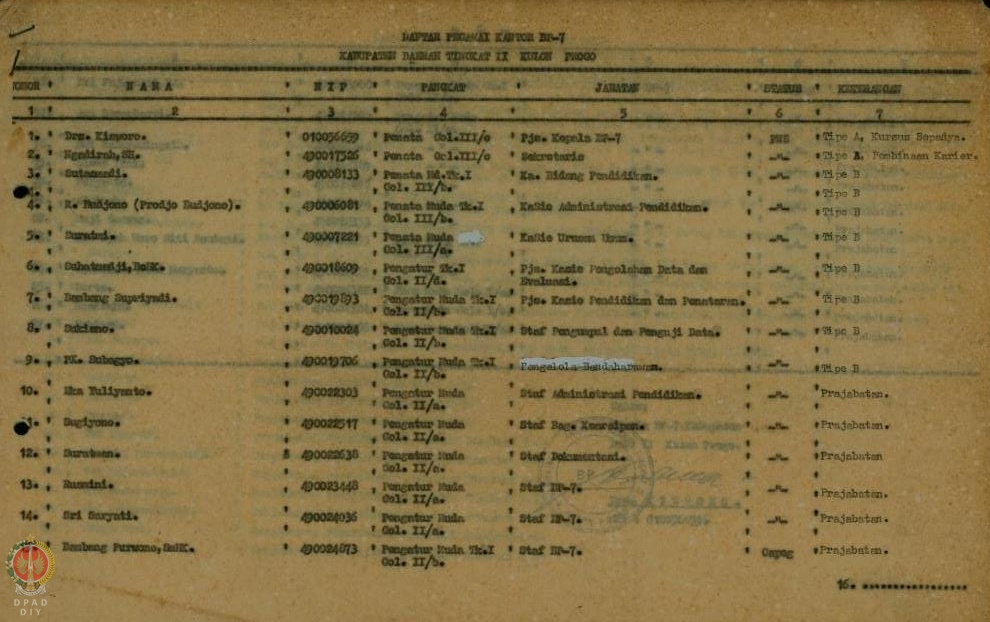 DAFTAR PEGAWAI KANTOR BP-7
KABUPATEN DAERAH TINGKAT II KULON PROGO
NOMOR ' N A M A ' N I P ' PANGKAT ' JABATAN ' STATUS ' KETERANGAN
1 ' 2 ' 3 ' 4 ' 5 ' 6 ' 7
1. ' Drs. Kisworo. ' 010056659 ' Penata Gol.III/c ' Pjs. Kepala BP-7 ' PNS ' Tipe A, Kursus Bepadya.
2. ' Ngadirah,SH. ' 490017526 ' Penata Gol.III/c ' Sekretaris ' -"- ' Tipe A. Pembinaan Karier.
3. ' Sutamadi. ' 490008133 ' Penata Md.Tk.I ' Ka. Bidang Pendidikan. ' -"- ' Tipe B
Gol. III/b.
4. ' Tipe B
4. ' R. Budjono (Prodjo Budjono). ' 490006081 ' Penata Muda Tk.I ' KaSie Administrasi Pendidikan. ' -"- ' Tipe B
Gol. III/b.
5. ' Suratmi. ' 490007221 ' Penata Muda ' KaSie Urusan Umum. ' -"- ' Tipe B
Gol. III/a.
6. ' Suhatmadji,BcHK. ' 490018609 ' Pengatur Tk.I ' Pjs. Kasie Pengolahan Data dan ' -"- ' Tipe B
Gol. II/d. ' Evaluasi.
7. ' Bambang Supriyadi. ' 490019893 ' Pengatur Muda Tk.I ' Pjs. Kasie Pendidikan dan Penataran. ' -"- ' Tipe B
Gol. II/b.
8. ' Sukisno. ' 490010024 ' Pengatur Muda Tk.I ' Staf Pengumpul dan Penguji Data. ' -"- ' Tipe B
Gol. II/b.
9. ' FX. Subagyo. ' 490019706 ' Pengatur Muda Tk.I ' Pengelola Bendaharawan. ' -"- ' Tipe B
Gol. II/b.
10. ' Eka Yuliyanto. ' 490022303 ' Pengatur Muda ' Staf Administrasi Pendidikan. ' -"- ' Prajabatan.
Gol. II/a.
11. ' Sugiyono. ' 490022517 ' Pengatur Muda ' Staf Bag. Kearsipan. ' -"- ' Prajabatan.
Gol. II/a.
12. ' Suratman. ' 490022638 ' Pengatur Muda ' Staf Dokumentasi. ' -"- ' Prajabatan
Gol. II/a.
13. ' Rusmini. ' 490023448 ' Pengatur Muda ' Staf BP-7. ' -"- ' Prajabatan.
Gol. II/a.
14. ' Sri Saryati. ' 490024036 ' Pengatur Muda ' Staf BP-7. ' -"- ' Prajabatan.
Gol. II/a.
' Bambang Purwono,SmHK. ' 490024873 ' Pengatur Muda Tk.I ' Staf BP-7. ' Capeg ' Prajabatan.
Gol. II/b.
16. ..................
DPAD
DIY